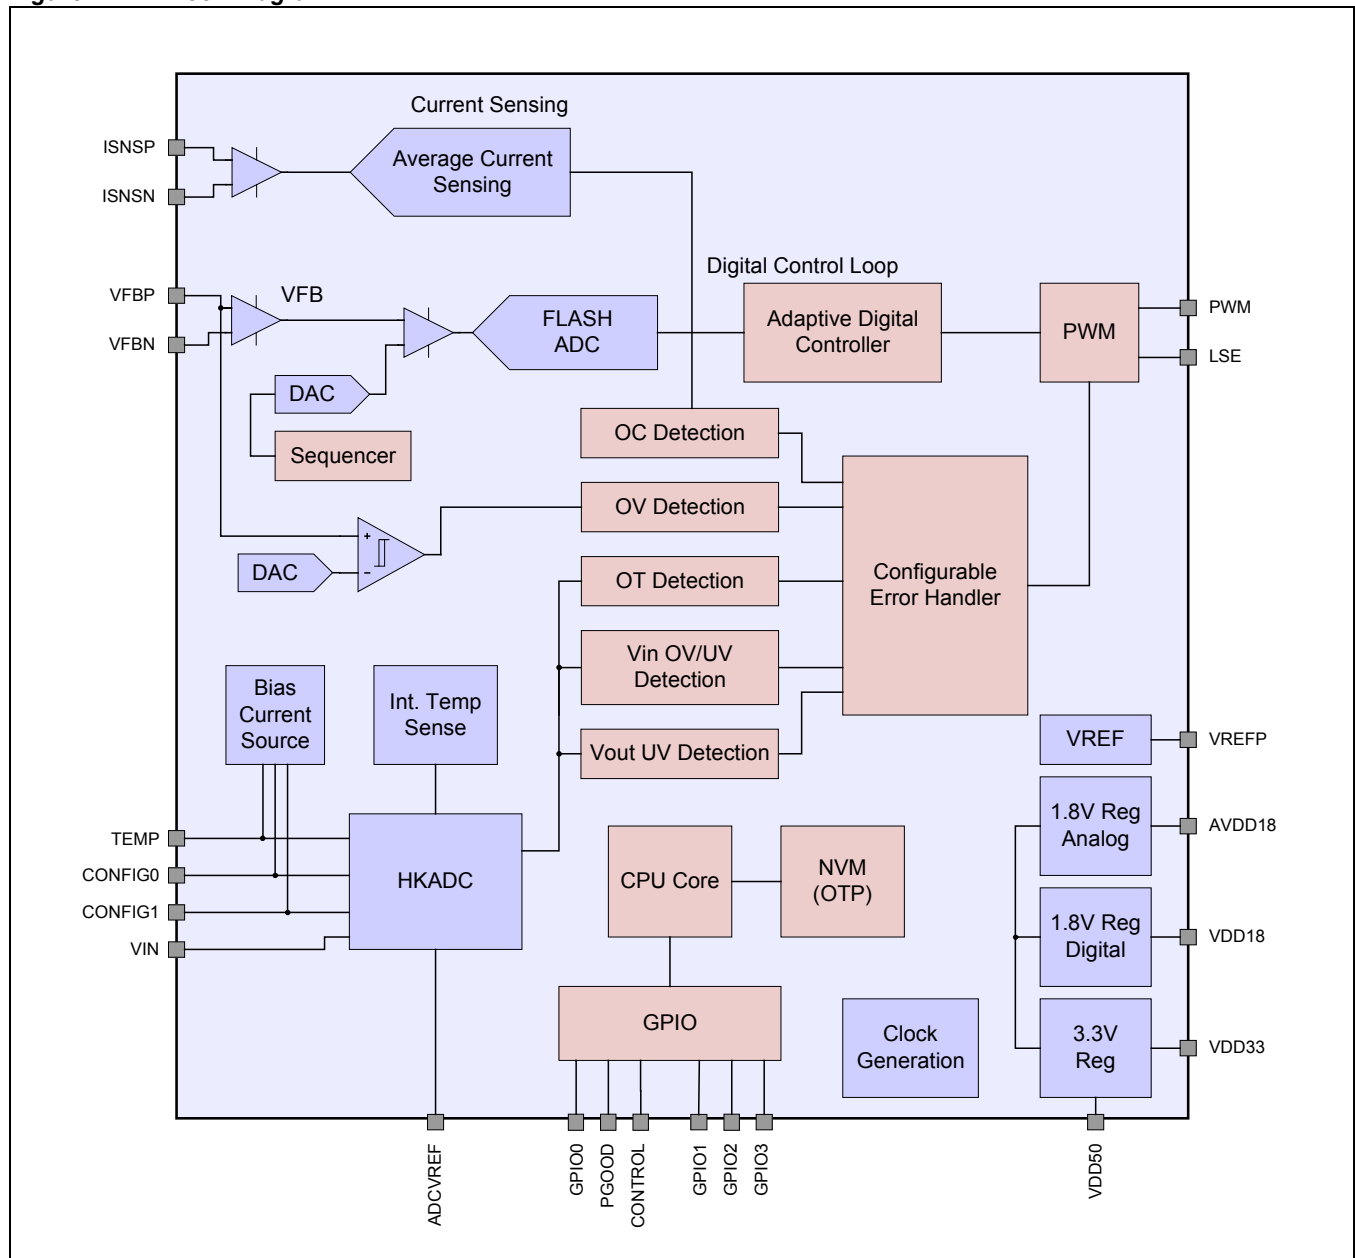 Current Sensing
ISNSP
ISNSN
Average Current
Sensing
Digital Control Loop
VFBP
VFBN
VFB
FLASH
ADC
Adaptive Digital
Controller
PWM
PWM
LSE
DAC
Sequencer
OC Detection
OV Detection
+
-
DAC
OT Detection
Configurable
Error Handler
Vin OV/UV
Detection
Vout UV Detection
Bias
Current
Source
Int. Temp
Sense
VREF
VREFP
TEMP
CONFIG0
CONFIG1
VIN
HKADC
CPU Core
NVM
(OTP)
1.8V Reg
Analog
AVDD18
1.8V Reg
Digital
VDD18
GPIO
Clock
Generation
3.3V
Reg
VDD33
ADCVREF
GPIO0
PGOOD
CONTROL
GPIO1
GPIO2
GPIO3
VDD50